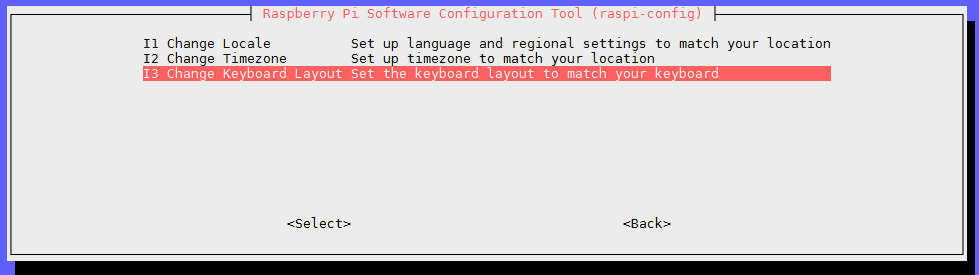 Raspberry Pi Software Configuration Tool (raspi-config)
I1 Change Locale Set up language and regional settings to match your location
I2 Change Timezone Set up timezone to match your location
I3 Change Keyboard Layout Set the keyboard layout to match your keyboard
<Select> <Back>